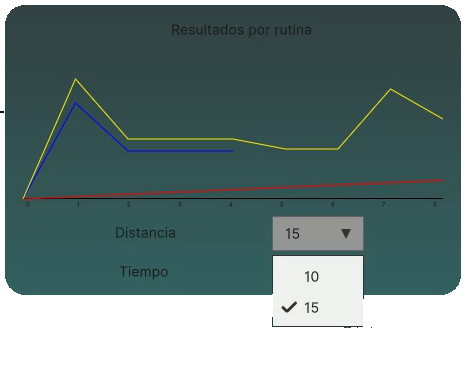 Resultados por rutina
0 1 2 3 4 5 6 7 8
Distancia
15 ▼
Tiempo
10
✓ 15